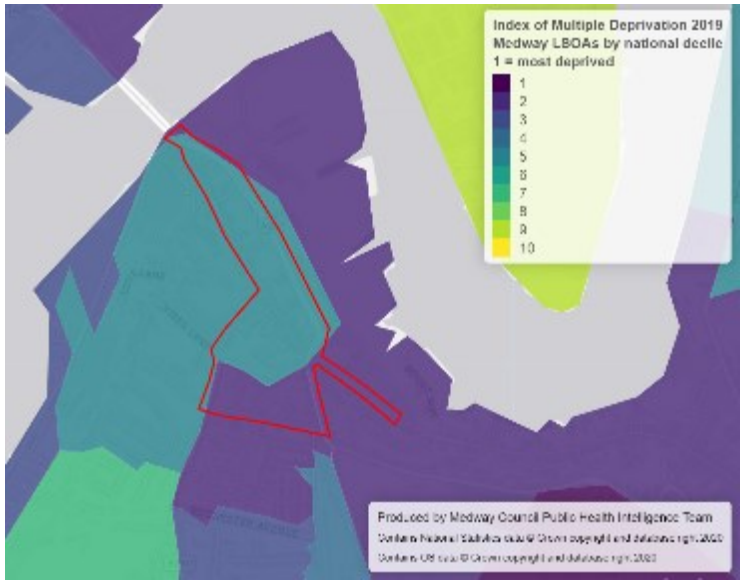 Index of Multiple Deprivation 2019
Medway LSOAs by national decile
1 = most deprived
1
2
3
4
5
6
7
8
9
10
Produced by Medway Council Public Health Intelligence Team
Contains National Statistics data © Crown copyright and database right 2020
Contains OS data © Crown copyright and database right 2020